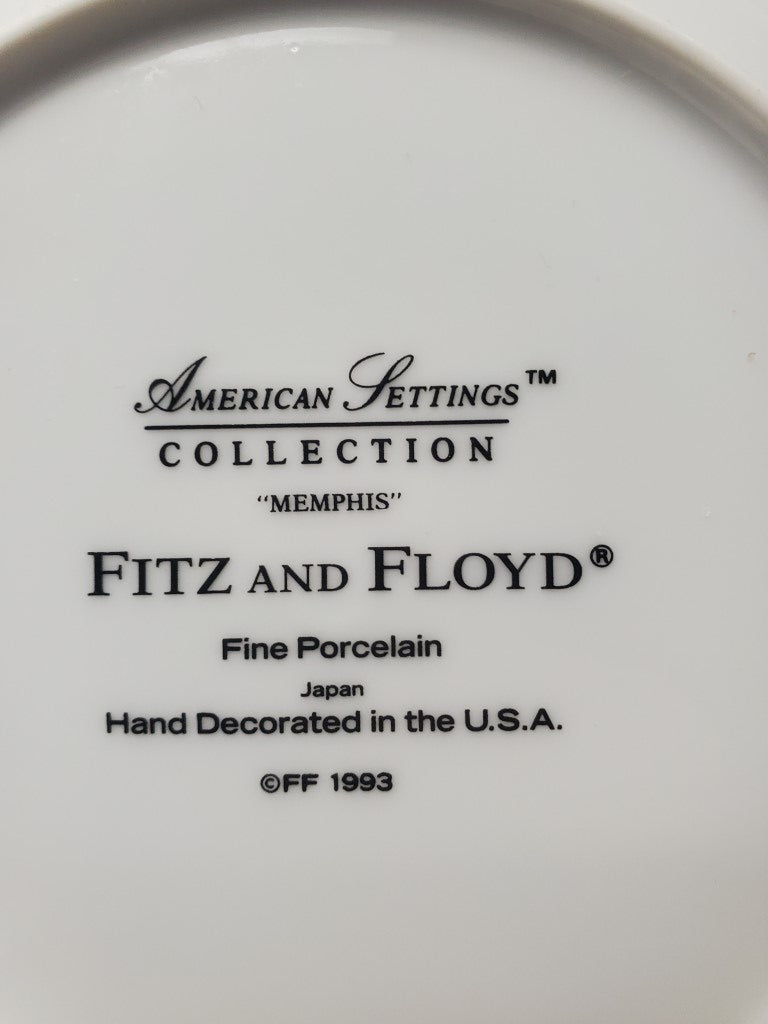 American Settings™
COLLECTION
“MEMPHIS”
FITZ AND FLOYD®
Fine Porcelain
Japan
Hand Decorated in the U.S.A.
©FF 1993